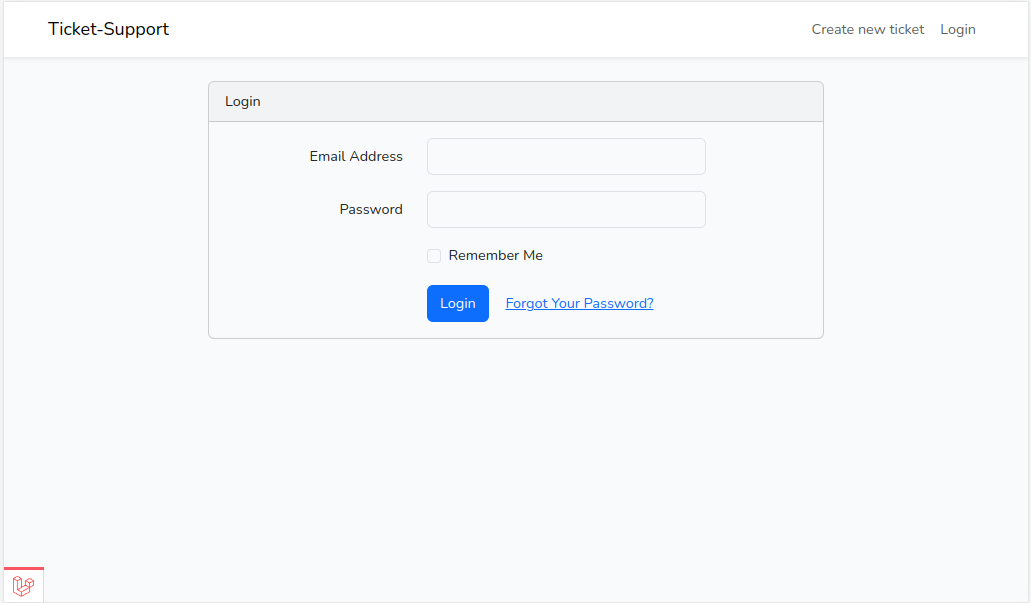 Ticket-Support
Create new ticket Login
Login
Email Address
Password
Remember Me
Login Forgot Your Password?